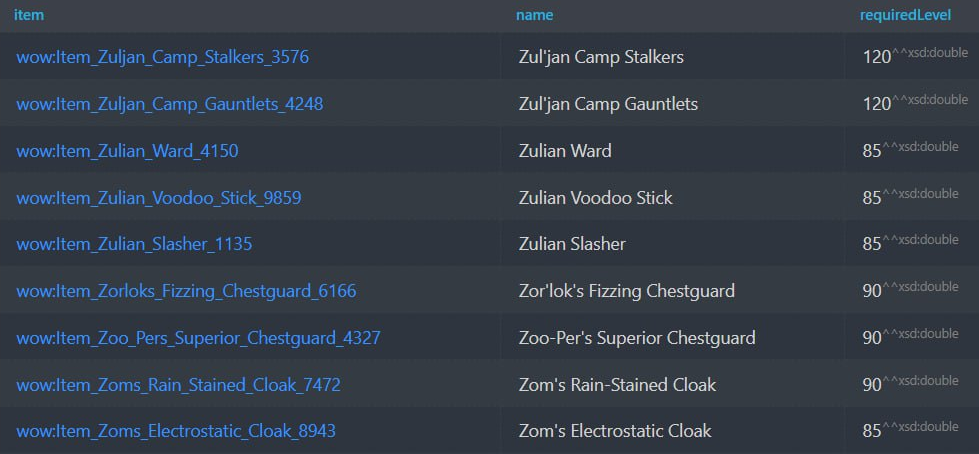 item name requiredLevel
wow:Item_Zuljan_Camp_Stalkers_3576 Zul'jan Camp Stalkers 120^^xsd:double
wow:Item_Zuljan_Camp_Gauntlets_4248 Zul'jan Camp Gauntlets 120^^xsd:double
wow:Item_Zulian_Ward_4150 Zulian Ward 85^^xsd:double
wow:Item_Zulian_Voodoo_Stick_9859 Zulian Voodoo Stick 85^^xsd:double
wow:Item_Zulian_Slasher_1135 Zulian Slasher 85^^xsd:double
wow:Item_Zorloks_Fizzing_Chestguard_6166 Zor'lok's Fizzing Chestguard 90^^xsd:double
wow:Item_Zoo_Pers_Superior_Chestguard_4327 Zoo-Per's Superior Chestguard 90^^xsd:double
wow:Item_Zoms_Rain_Stained_Cloak_7472 Zom's Rain-Stained Cloak 90^^xsd:double
wow:Item_Zoms_Electrostatic_Cloak_8943 Zom's Electrostatic Cloak 85^^xsd:double